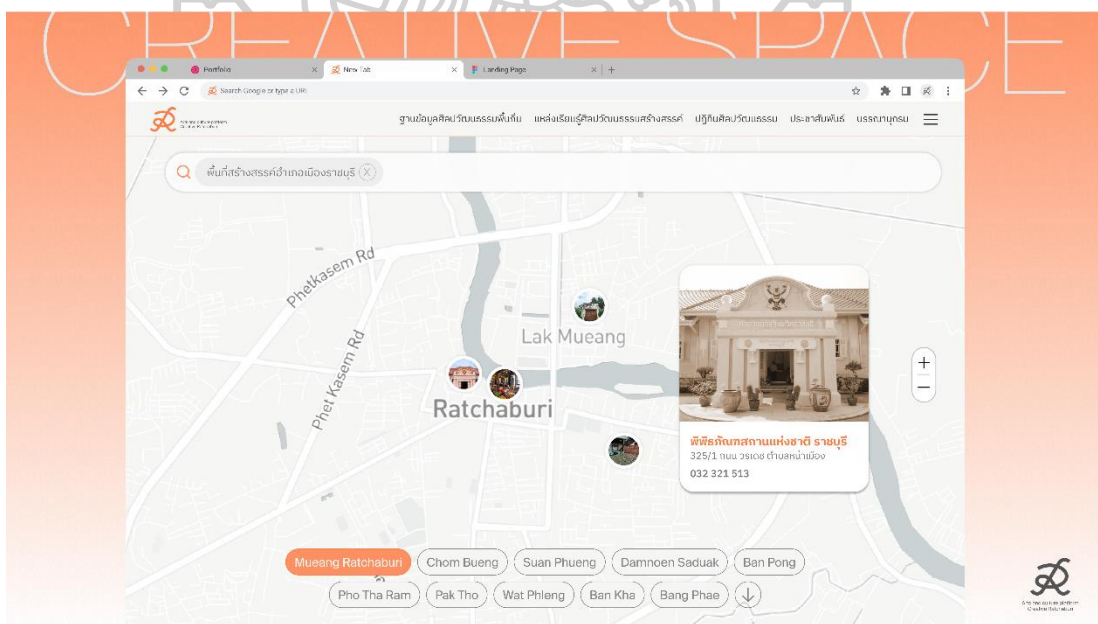 CREATIVE SPACE
Portfolio
New Tab
Landing Page
Search Google or type a URL
ฐานข้อมูลศิลปวัฒนธรรมพื้นถิ่น แหล่งเรียนรู้ศิลปวัฒนธรรมสร้างสรรค์ ปฏิทินศิลปวัฒนธรรม ประชาสัมพันธ์ บรรณานุกรม
พื้นที่สร้างสรรค์อำเภอเมืองราชบุรี
Phetkasem Rd
Lak Mueang
Phet Kasem Rd
Ratchaburi
พิพิธภัณฑสถานแห่งชาติ ราชบุรี
325/1 ถนน วรเดช ตำบลหน้าเมือง
032 321 513
Mueang Ratchaburi Chom Bueng Suan Phueng Damnoen Saduak Ban Pong
Pho Tha Ram Pak Tho Wat Phleng Ban Kha Bang Phae